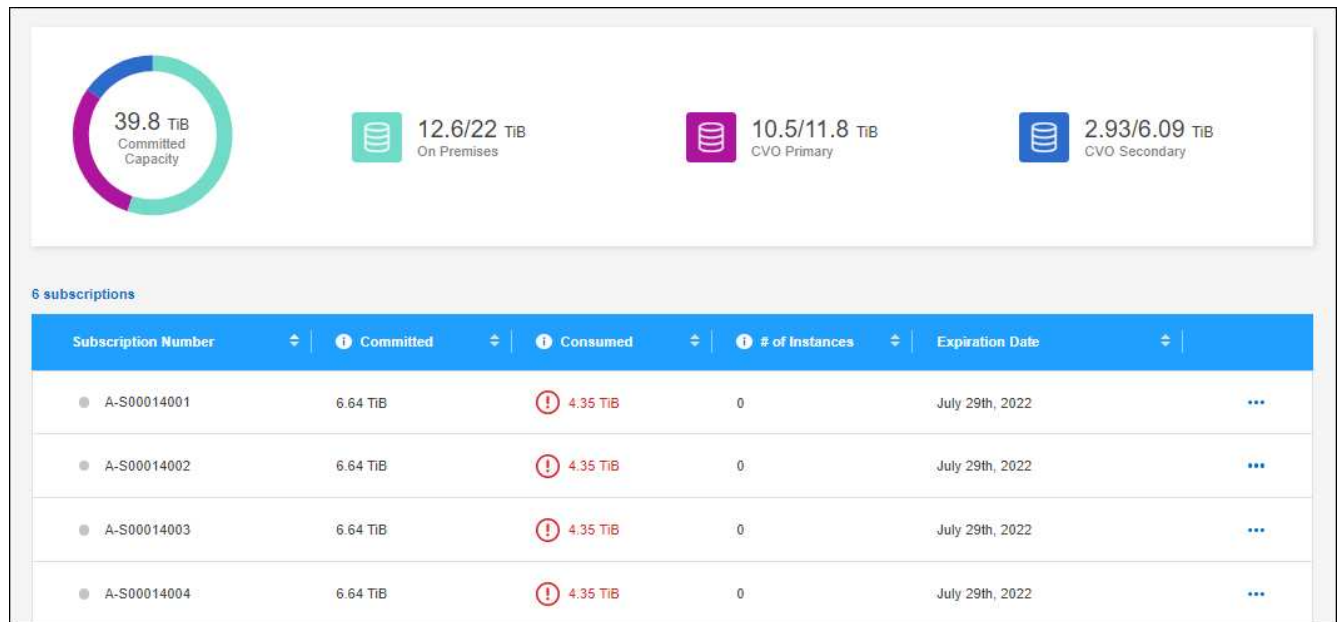 39.8 TiB
Committed
Capacity
12.6/22 TiB
On Premises
10.5/11.8 TiB
CVO Primary
2.93/6.09 TiB
CVO Secondary
6 subscriptions
Subscription Number Committed Consumed # of Instances Expiration Date
A-S00014001 6.64 TiB 4.35 TiB 0 July 29th, 2022
A-S00014002 6.64 TiB 4.35 TiB 0 July 29th, 2022
A-S00014003 6.64 TiB 4.35 TiB 0 July 29th, 2022
A-S00014004 6.64 TiB 4.35 TiB 0 July 29th, 2022